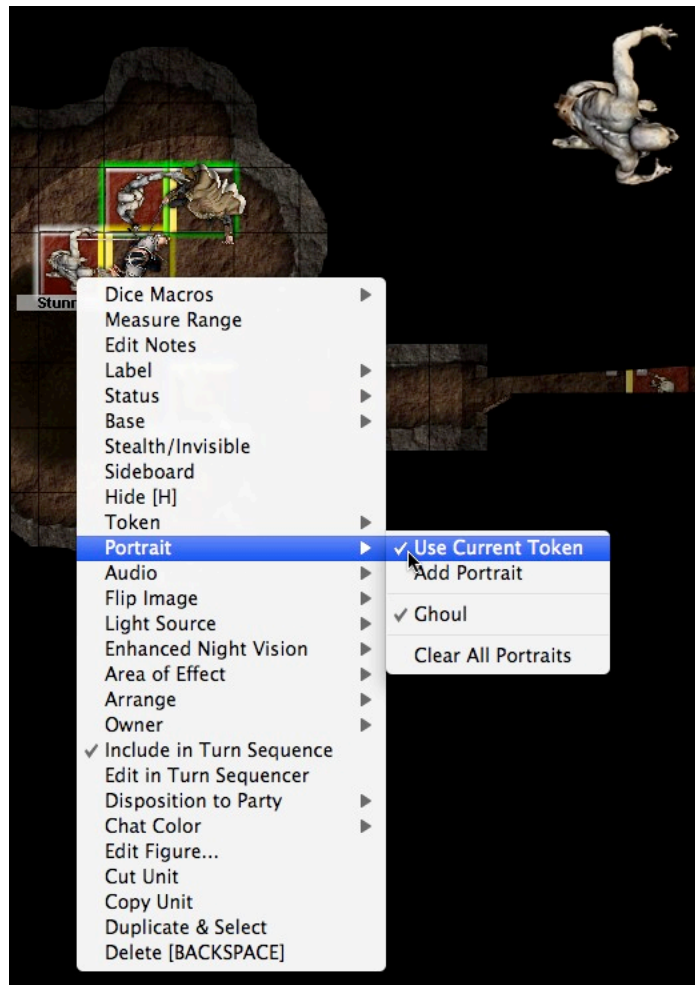 Stunn
Dice Macros
Measure Range
Edit Notes
Label
Status
Base
Stealth/Invisible
Sideboard
Hide [H]
Token
Portrait
Use Current Token
Add Portrait
Ghoul
Clear All Portraits
Audio
Flip Image
Light Source
Enhanced Night Vision
Area of Effect
Arrange
Owner
Include in Turn Sequence
Edit in Turn Sequencer
Disposition to Party
Chat Color
Edit Figure...
Cut Unit
Copy Unit
Duplicate & Select
Delete [BACKSPACE]